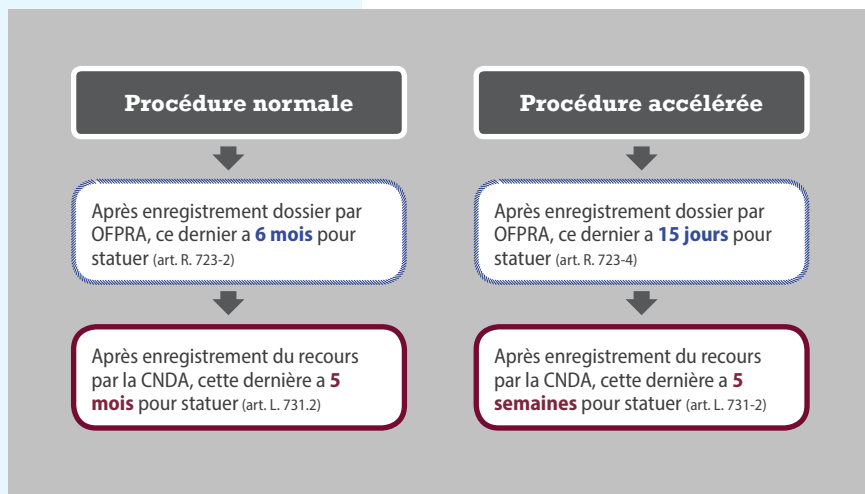 Procédure normale
Après enregistrement dossier par
OFPRA, ce dernier a 6 mois pour
statuer (art. R. 723-2)
Après enregistrement du recours
par la CNDA, cette dernière a 5
mois pour statuer (art. L. 731.2)
Procédure accélérée
Après enregistrement dossier par
OFPRA, ce dernier a 15 jours pour
statuer (art. R. 723-4)
Après enregistrement du recours
par la CNDA, cette dernière a 5
semaines pour statuer (art. L. 731-2)